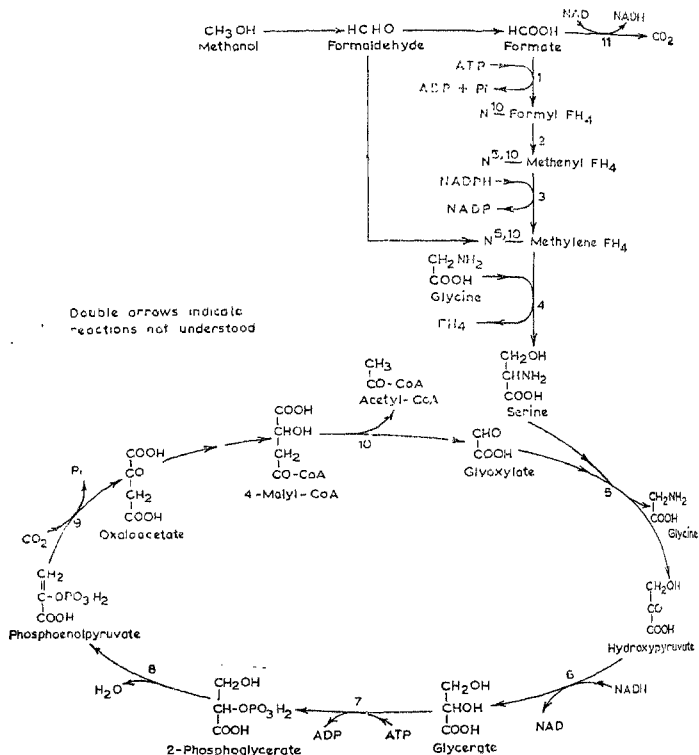 CH3OH
Methanol
HCHO
Formaldehyde
HCOOH
Formate
NAD
NADH
11
CO2
ATP
ADP + Pi
1
N10 Formyl FH4
2
N5,10 Methenyl FH4
NADPH
NADP
3
N5,10 Methylene FH4
CH2NH2
COOH
Glycine
FH4
4
Double arrows indicate
reactions not understood
CH2OH
CHNH2
COOH
Serine
CH3
CO-CoA
Acetyl-CoA
10
COOH
CHOH
CH2
CO-CoA
4-Malyl-CoA
CHO
COOH
Glyoxylate
5
CH2NH2
COOH
Glycine
Pi
COOH
CO
CH2
COOH
Oxaloacetate
CO2
9
CH2
C-OPO3H2
COOH
Phosphoenolpyruvate
CH2OH
CO
COOH
Hydroxypyruvate
6
NADH
NAD
8
H2O
CH2OH
CH-OPO3H2
COOH
2-Phosphoglycerate
7
ADP
ATP
CH2OH
CHOH
COOH
Glycerate